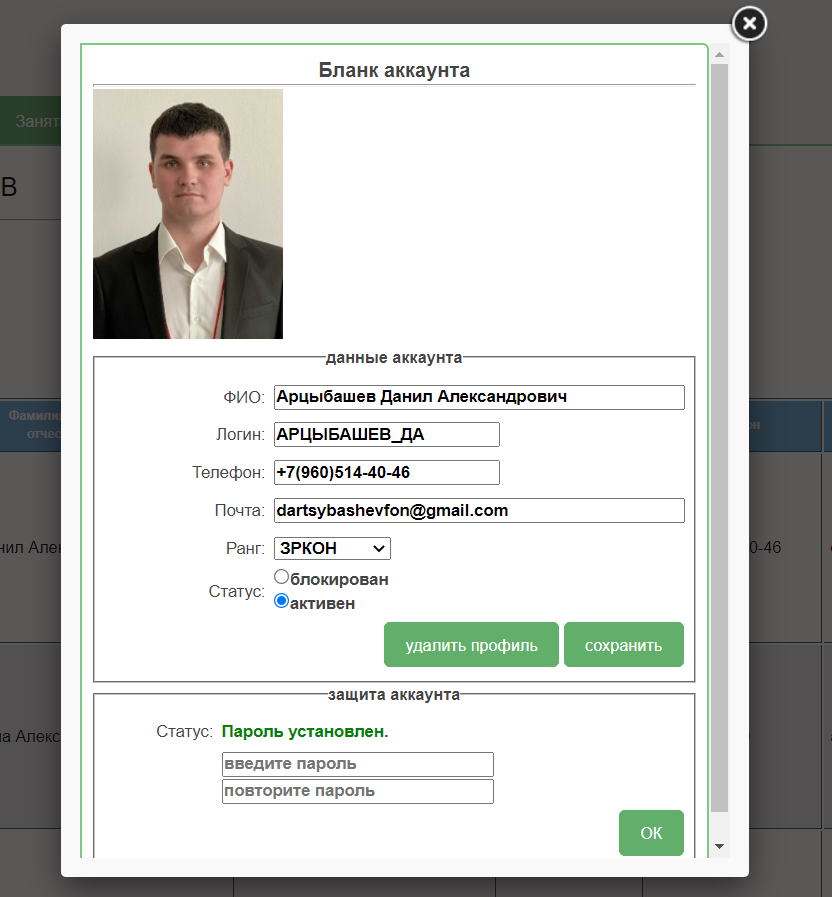 Бланк аккаунта
Занят
В
данные аккаунта
ФИО: Арцыбашев Данил Александрович
Логин: АРЦЫБАШЕВ_ДА
Телефон: +7(960)514-40-46
Почта: dartsybashevfon@gmail.com
Ранг: ЗРКОН
Статус:
блокирован
активен
удалить профиль сохранить
защита аккаунта
Статус: Пароль установлен.
введите пароль
повторите пароль
ОК
Фамили
отчес
он
нил Алек
0-46
на Алекс